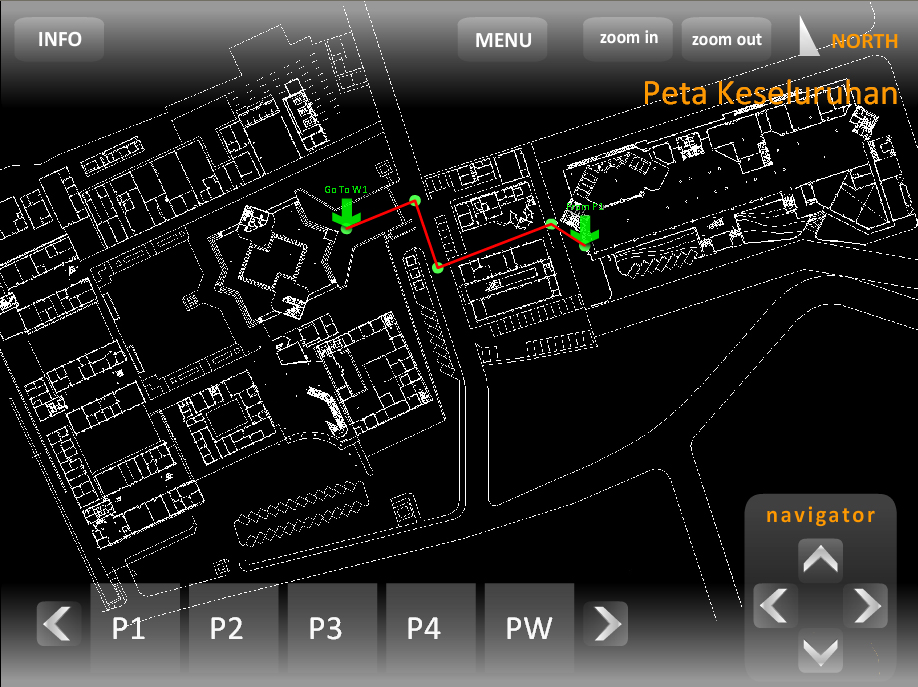 INFO
MENU
zoom in
zoom out
NORTH
Peta Keseluruhan
Go To W1
navigator
P1
P2
P3
P4
PW